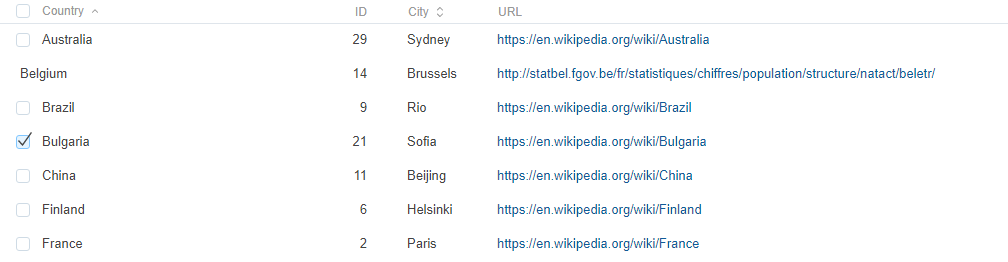 Country ID City URL
Australia 29 Sydney https://en.wikipedia.org/wiki/Australia
Belgium 14 Brussels http://statbel.fgov.be/fr/statistiques/chiffres/population/structure/natact/beletr/
Brazil 9 Rio https://en.wikipedia.org/wiki/Brazil
Bulgaria 21 Sofia https://en.wikipedia.org/wiki/Bulgaria
China 11 Beijing https://en.wikipedia.org/wiki/China
Finland 6 Helsinki https://en.wikipedia.org/wiki/Finland
France 2 Paris https://en.wikipedia.org/wiki/France